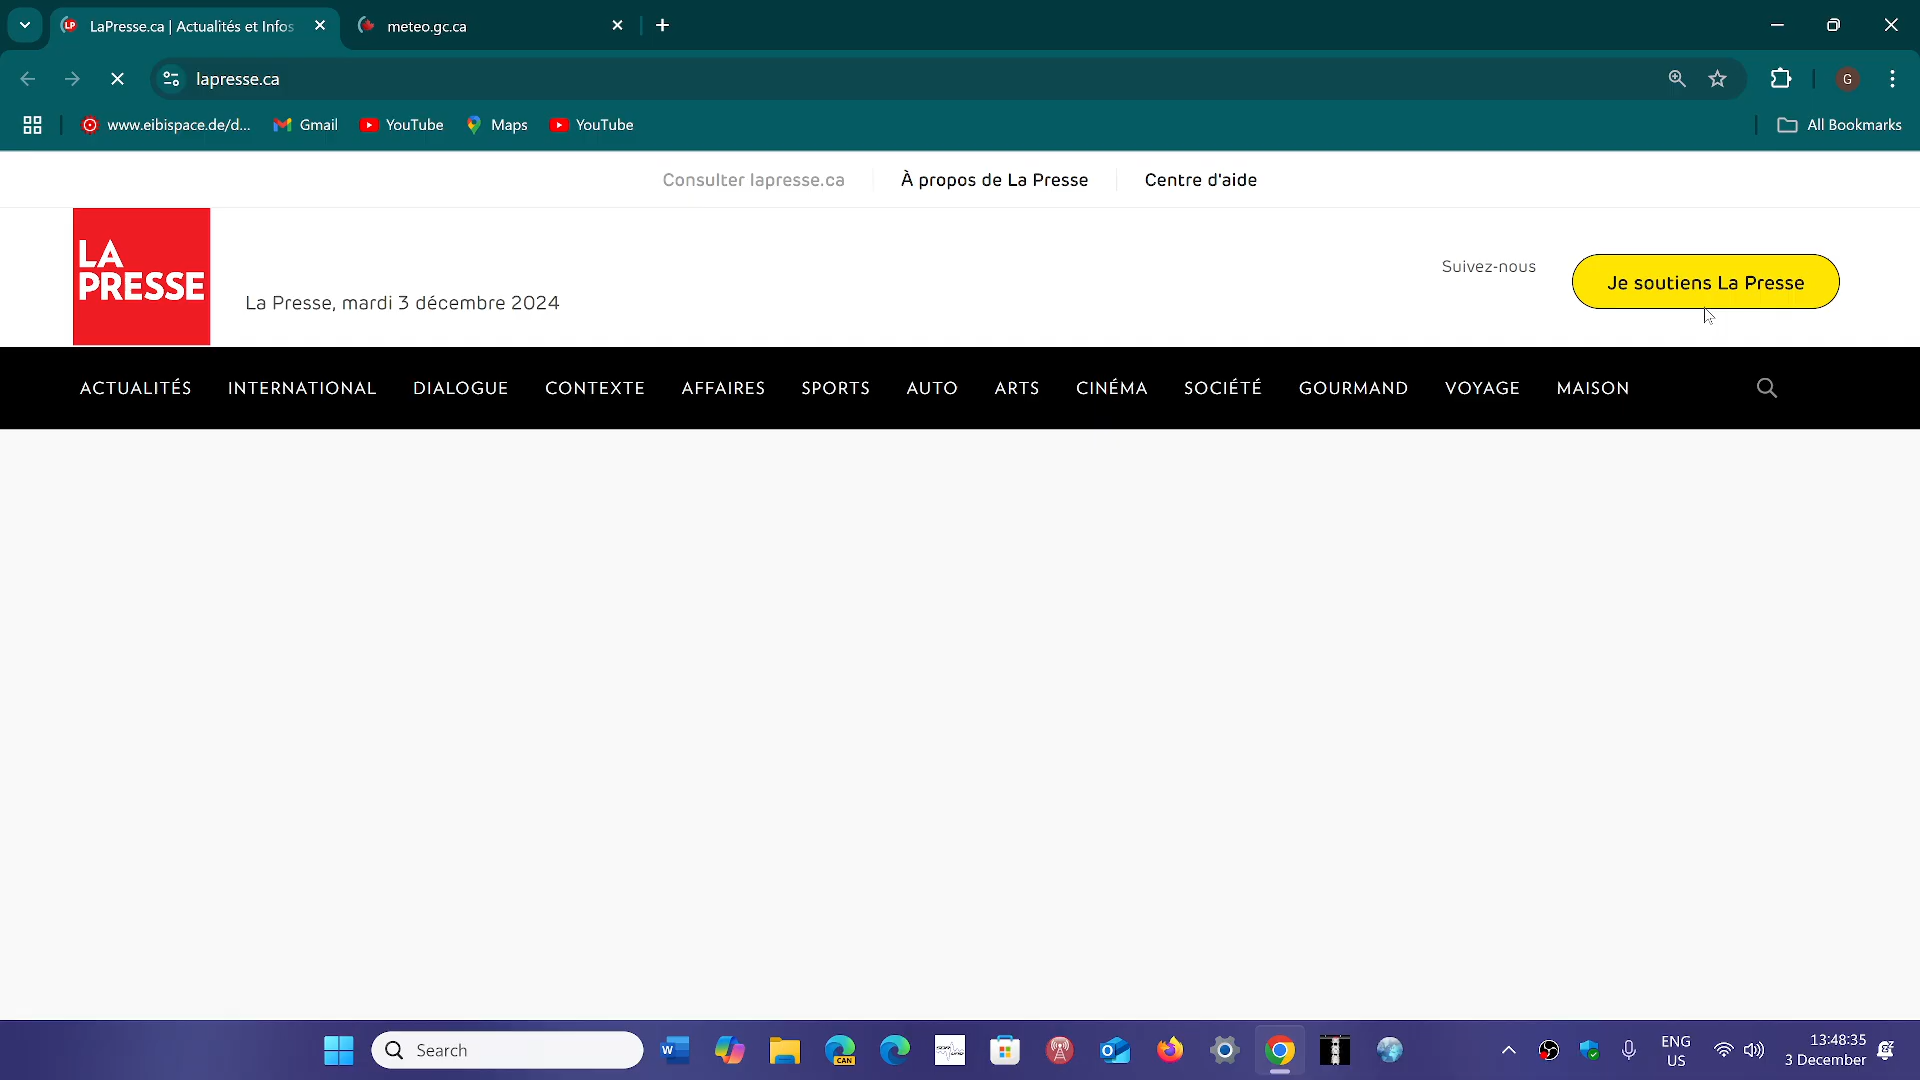 LaPresse.ca | Actualités et Infos
meteo.gc.ca
lapresse.ca
G
www.eibispace.de/d...
Gmail
YouTube
Maps
YouTube
All Bookmarks
Consulter lapresse.ca
À propos de La Presse
Centre d'aide
LA
PRESSE
La Presse, mardi 3 décembre 2024
Suivez-nous
Je soutiens La Presse
ACTUALITÉS
INTERNATIONAL
DIALOGUE
CONTEXTE
AFFAIRES
SPORTS
AUTO
ARTS
CINÉMA
SOCIÉTÉ
GOURMAND
VOYAGE
MAISON
Search
CAN
ENG
US
13:48:35
3 December